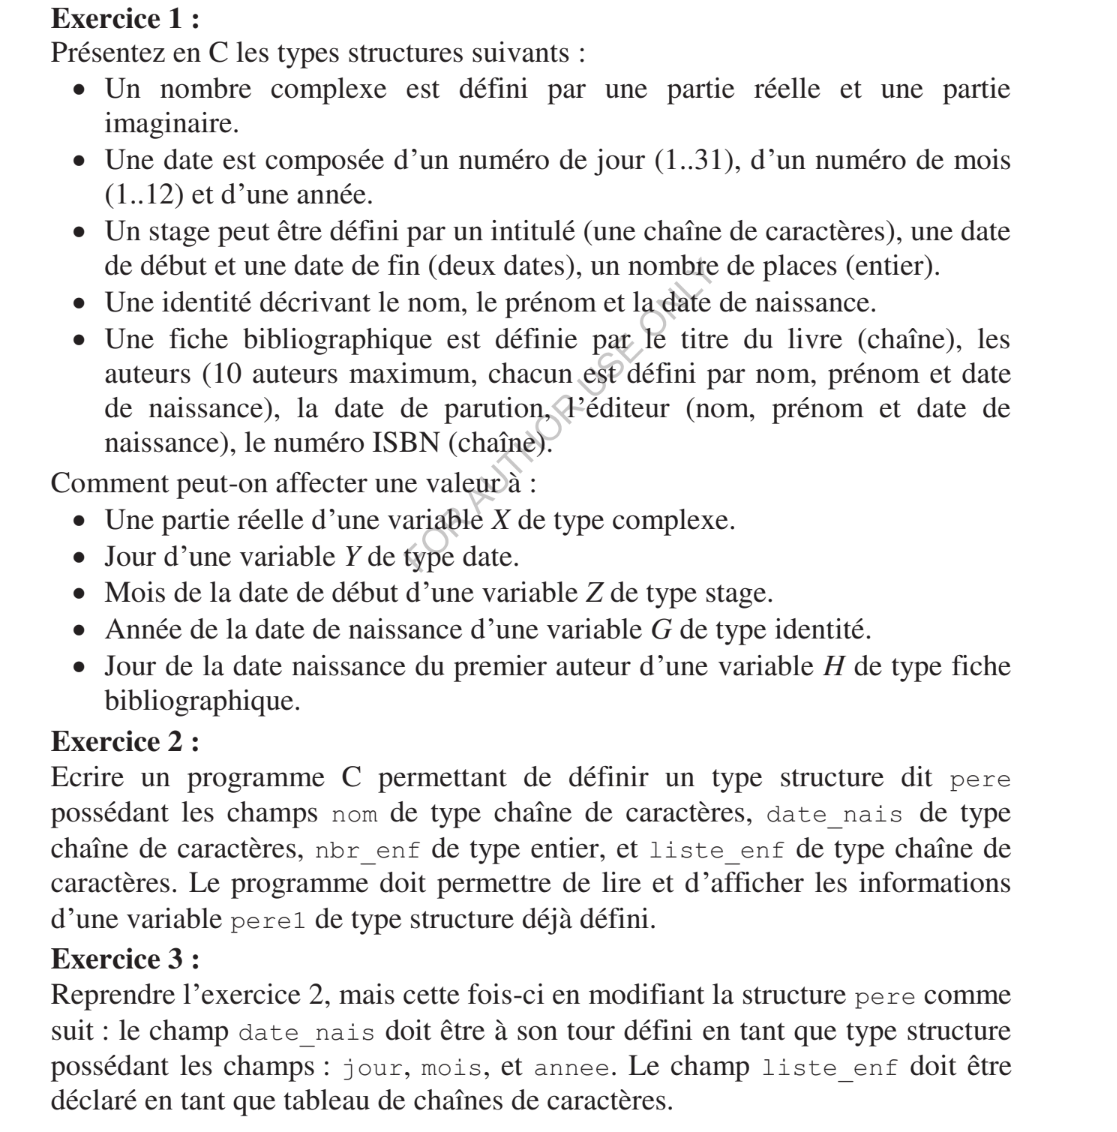 Exercice 1 :
Présentez en C les types structures suivants :
• Un nombre complexe est défini par une partie réelle et une partie
imaginaire.
• Une date est composée d’un numéro de jour (1..31), d’un numéro de mois
(1..12) et d’une année.
• Un stage peut être défini par un intitulé (une chaîne de caractères), une date
de début et une date de fin (deux dates), un nombre de places (entier).
• Une identité décrivant le nom, le prénom et la date de naissance.
• Une fiche bibliographique est définie par le titre du livre (chaîne), les
auteurs (10 auteurs maximum, chacun est défini par nom, prénom et date
de naissance), la date de parution, l’éditeur (nom, prénom et date de
naissance), le numéro ISBN (chaîne).
Comment peut-on affecter une valeur à :
• Une partie réelle d’une variable X de type complexe.
• Jour d’une variable Y de type date.
• Mois de la date de début d’une variable Z de type stage.
• Année de la date de naissance d’une variable G de type identité.
• Jour de la date naissance du premier auteur d’une variable H de type fiche
bibliographique.
Exercice 2 :
Ecrire un programme C permettant de définir un type structure dit pere
possédant les champs nom de type chaîne de caractères, date_nais de type
chaîne de caractères, nbr_enf de type entier, et liste_enf de type chaîne de
caractères. Le programme doit permettre de lire et d’afficher les informations
d’une variable pere1 de type structure déjà défini.
Exercice 3 :
Reprendre l’exercice 2, mais cette fois-ci en modifiant la structure pere comme
suit : le champ date_nais doit être à son tour défini en tant que type structure
possédant les champs : jour, mois, et annee. Le champ liste_enf doit être
déclaré en tant que tableau de chaînes de caractères.
FOR AUTHOR USE ONLY